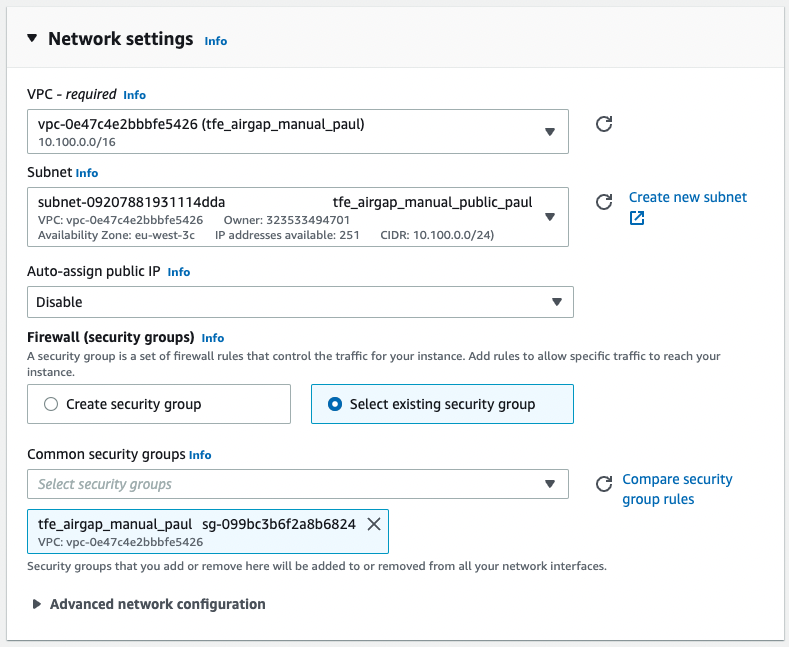 Network settings Info
VPC - required Info
vpc-0e47c4e2bbbfe5426 (tfe_airgap_manual_paul)
10.100.0.0/16
Subnet Info
subnet-09207881931114dda tfe_airgap_manual_public_paul
VPC: vpc-0e47c4e2bbbfe5426 Owner: 323533494701
Availability Zone: eu-west-3c IP addresses available: 251 CIDR: 10.100.0.0/24)
Create new subnet
Auto-assign public IP Info
Disable
Firewall (security groups) Info
A security group is a set of firewall rules that control the traffic for your instance. Add rules to allow specific traffic to reach your
instance.
Create security group
Select existing security group
Common security groups Info
Select security groups
Compare security
group rules
tfe_airgap_manual_paul sg-099bc3b6f2a8b6824
VPC: vpc-0e47c4e2bbbfe5426
Security groups that you add or remove here will be added to or removed from all your network interfaces.
Advanced network configuration